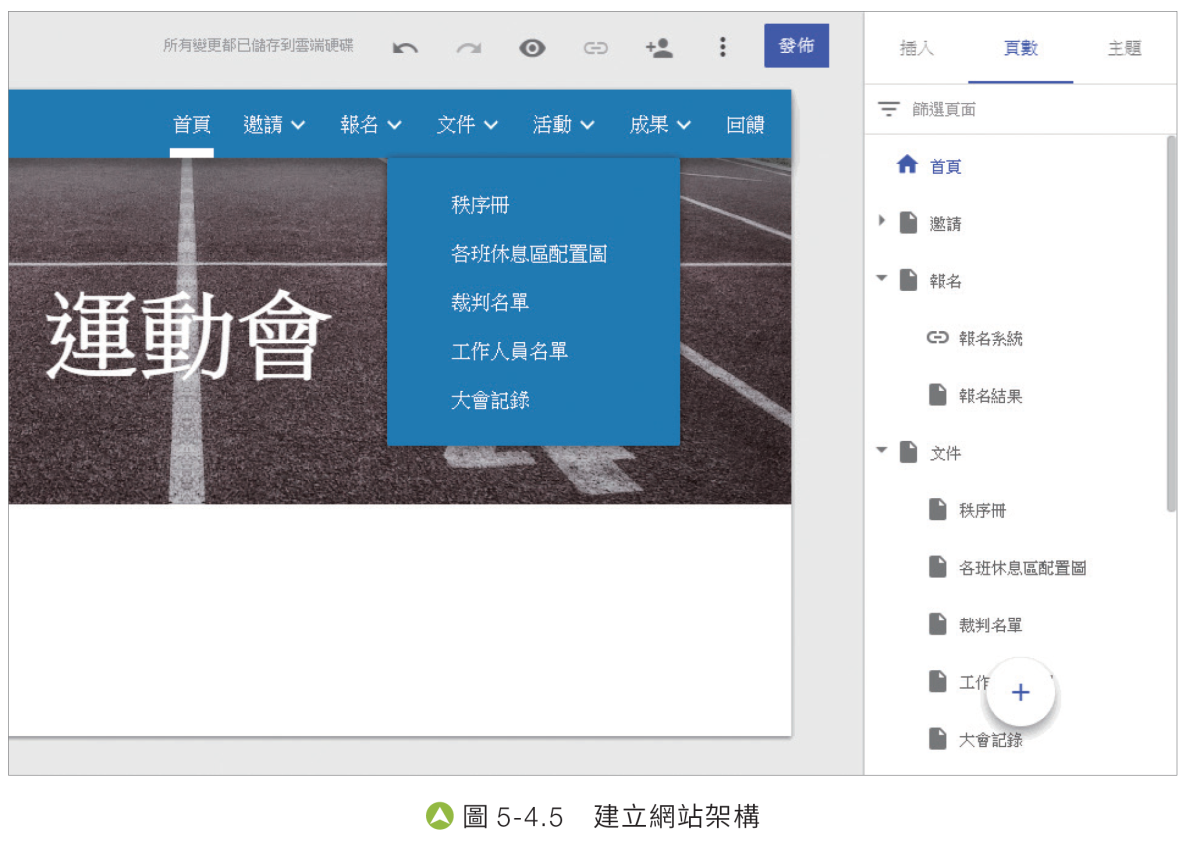 所有變更都已儲存到雲端硬碟
發佈
首頁 邀請 報名 文件 活動 成果 回饋
秩序冊
各班休息區配置圖
裁判名單
工作人員名單
大會記錄
運動會
插入 頁數 主題
篩選頁面
首頁
邀請
報名
報名系統
報名結果
文件
秩序冊
各班休息區配置圖
裁判名單
工作
大會記錄
圖 5-4.5 建立網站架構